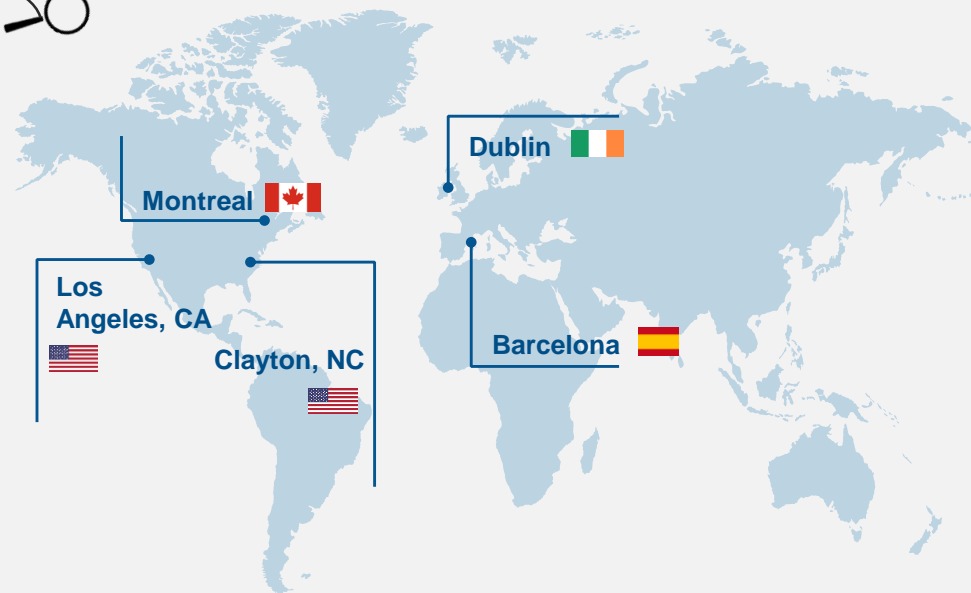 Dublin
Montreal
Los
Angeles, CA
Clayton, NC
Barcelona